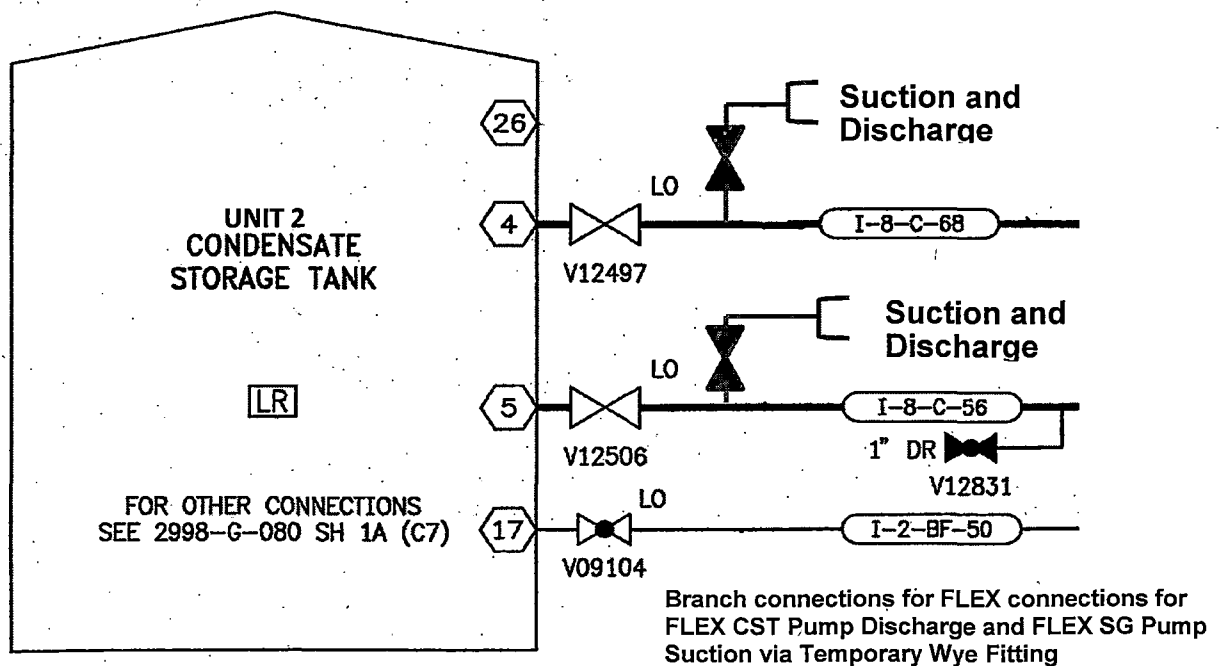 Suction and
Discharge
26
LO
UNIT 2
CONDENSATE
STORAGE TANK
4
I-8-C-68
V12497
Suction and
Discharge
LO
LR
5
I-8-C-56
1" DR
V12506
V12831
LO
FOR OTHER CONNECTIONS
SEE 2998-G-080 SH 1A (C7)
17
I-2-BF-50
V09104
Branch connections for FLEX connections for
FLEX CST Pump Discharge and FLEX SG Pump
Suction via Temporary Wye Fitting